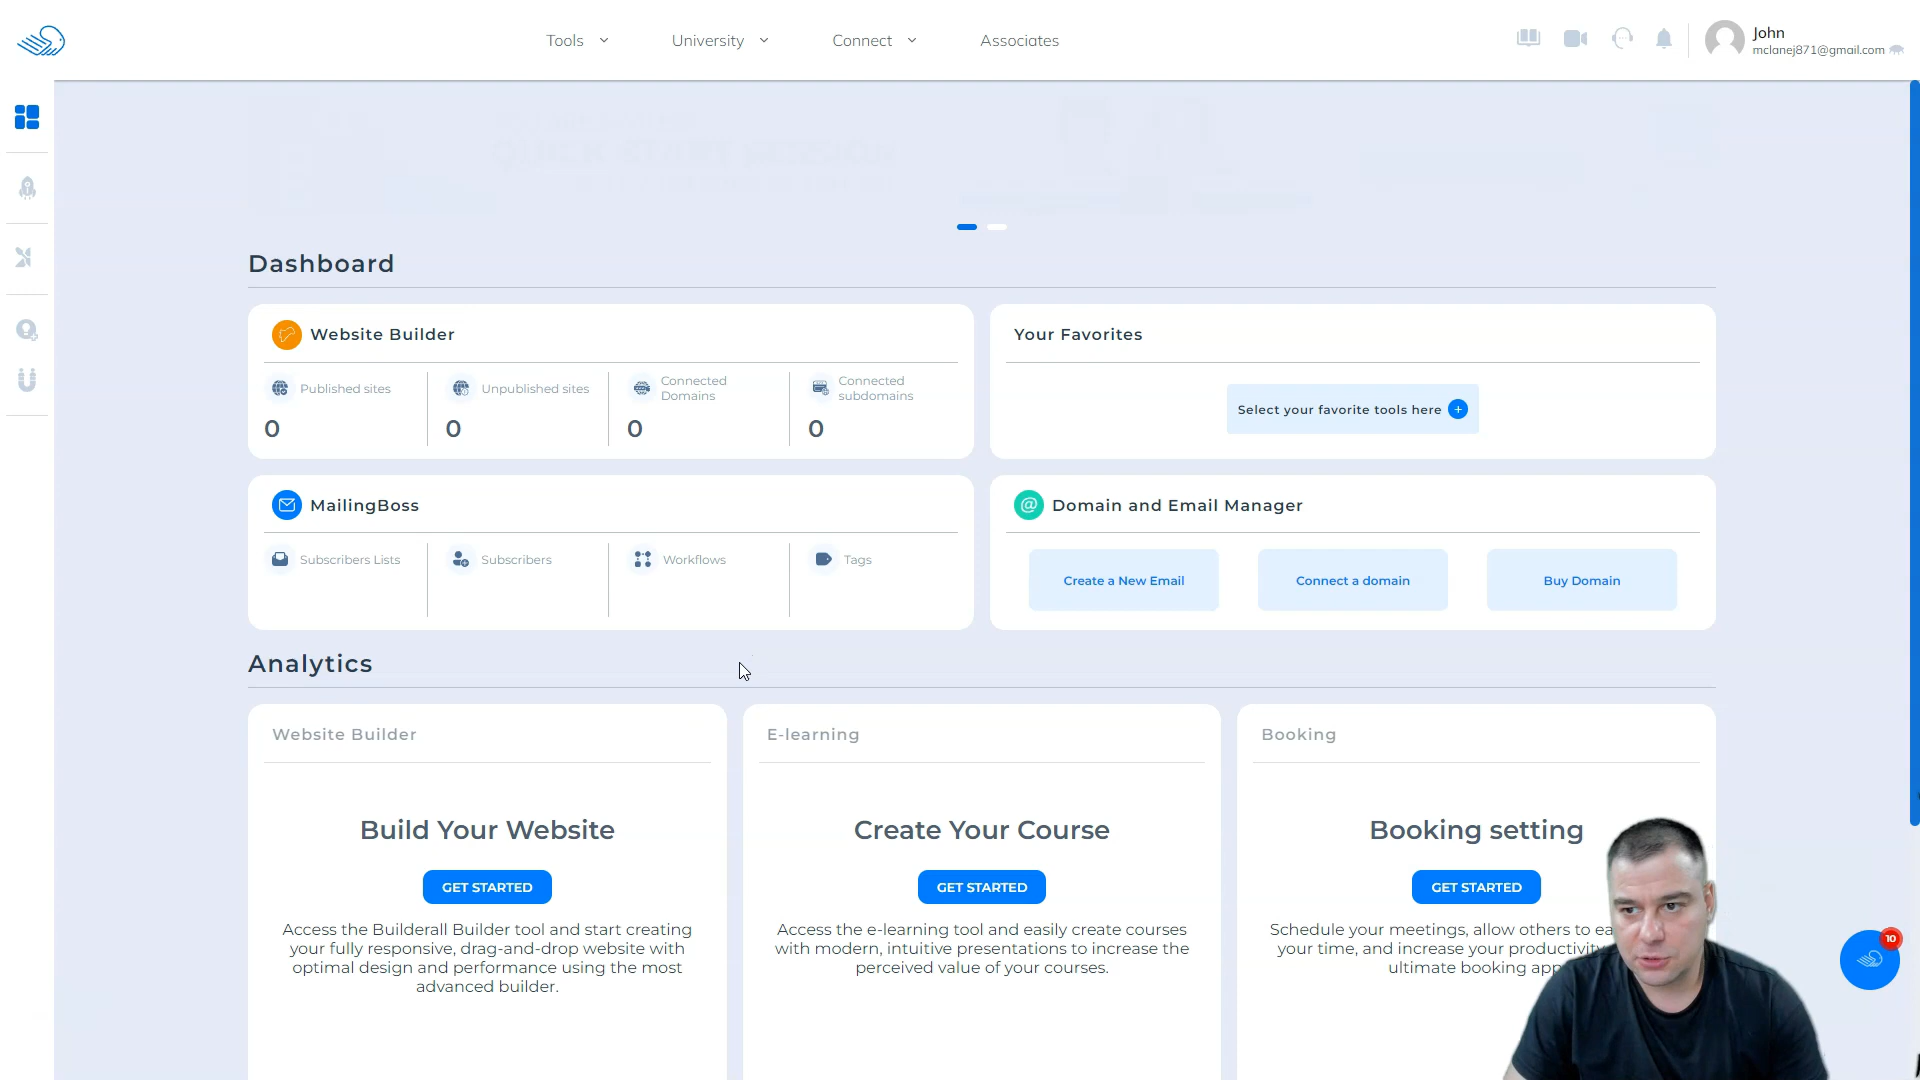 Tools
University
Connect
Associates
John
mclanej871@gmail.com
Dashboard
Website Builder
Published sites
0
Unpublished sites
0
Connected
Domains
0
Connected
subdomains
0
Your Favorites
Select your favorite tools here
MailingBoss
Subscribers Lists
Subscribers
Workflows
Tags
Domain and Email Manager
Create a New Email
Connect a domain
Buy Domain
Analytics
Website Builder
Build Your Website
GET STARTED
Access the Builderall Builder tool and start creating
your fully responsive, drag-and-drop website with
optimal design and performance using the most
advanced builder.
E-learning
Create Your Course
GET STARTED
Access the e-learning tool and easily create courses
with modern, intuitive presentations to increase the
perceived value of your courses.
Booking
Booking setting
GET STARTED
Schedule your meetings, allow others to
your time, and increase your productivity
ultimate booking app
10